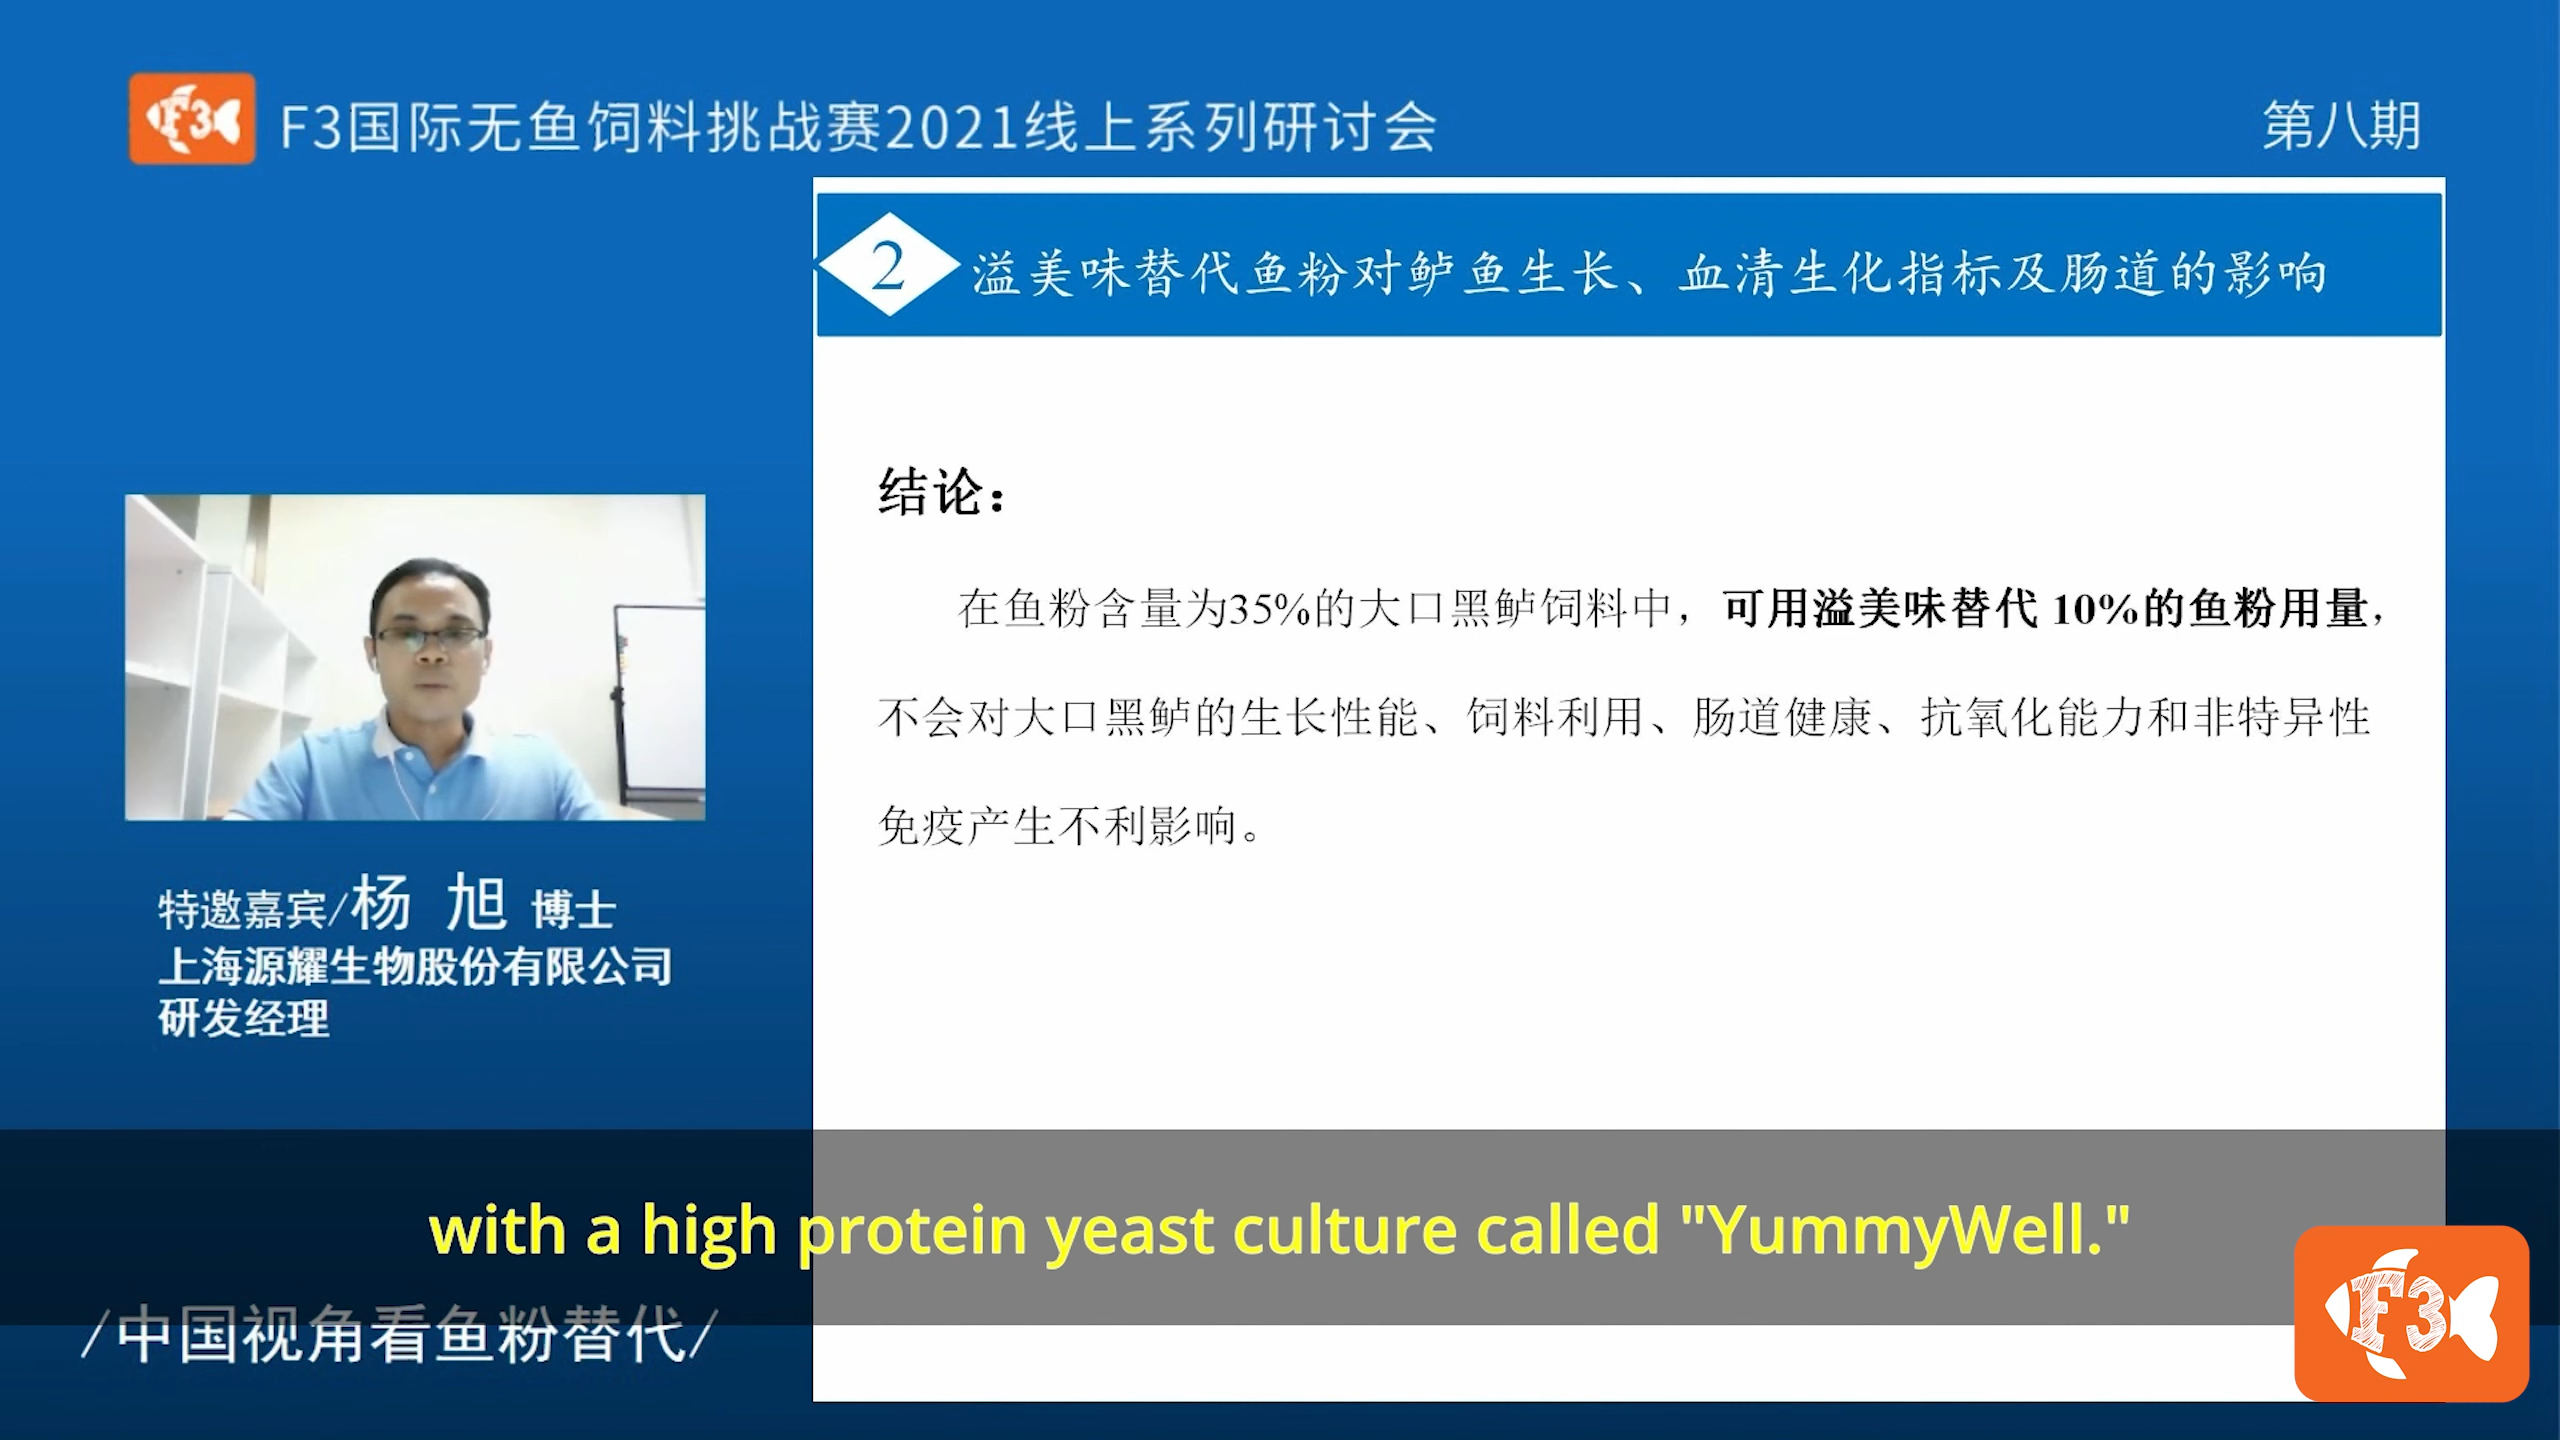 F3
F3国际无鱼饲料挑战赛2021线上系列研讨会
第八期
2
溢美味替代鱼粉对鲈鱼生长、血清生化指标及肠道的影响
结论：
在鱼粉含量为35%的大口黑鲈饲料中，可用溢美味替代 10%的鱼粉用量，
不会对大口黑鲈的生长性能、饲料利用、肠道健康、抗氧化能力和非特异性
免疫产生不利影响。
特邀嘉宾/杨 旭 博士
上海源耀生物股份有限公司
研发经理
with a high protein yeast culture called "YummyWell."
/中国视角看鱼粉替代/
F3